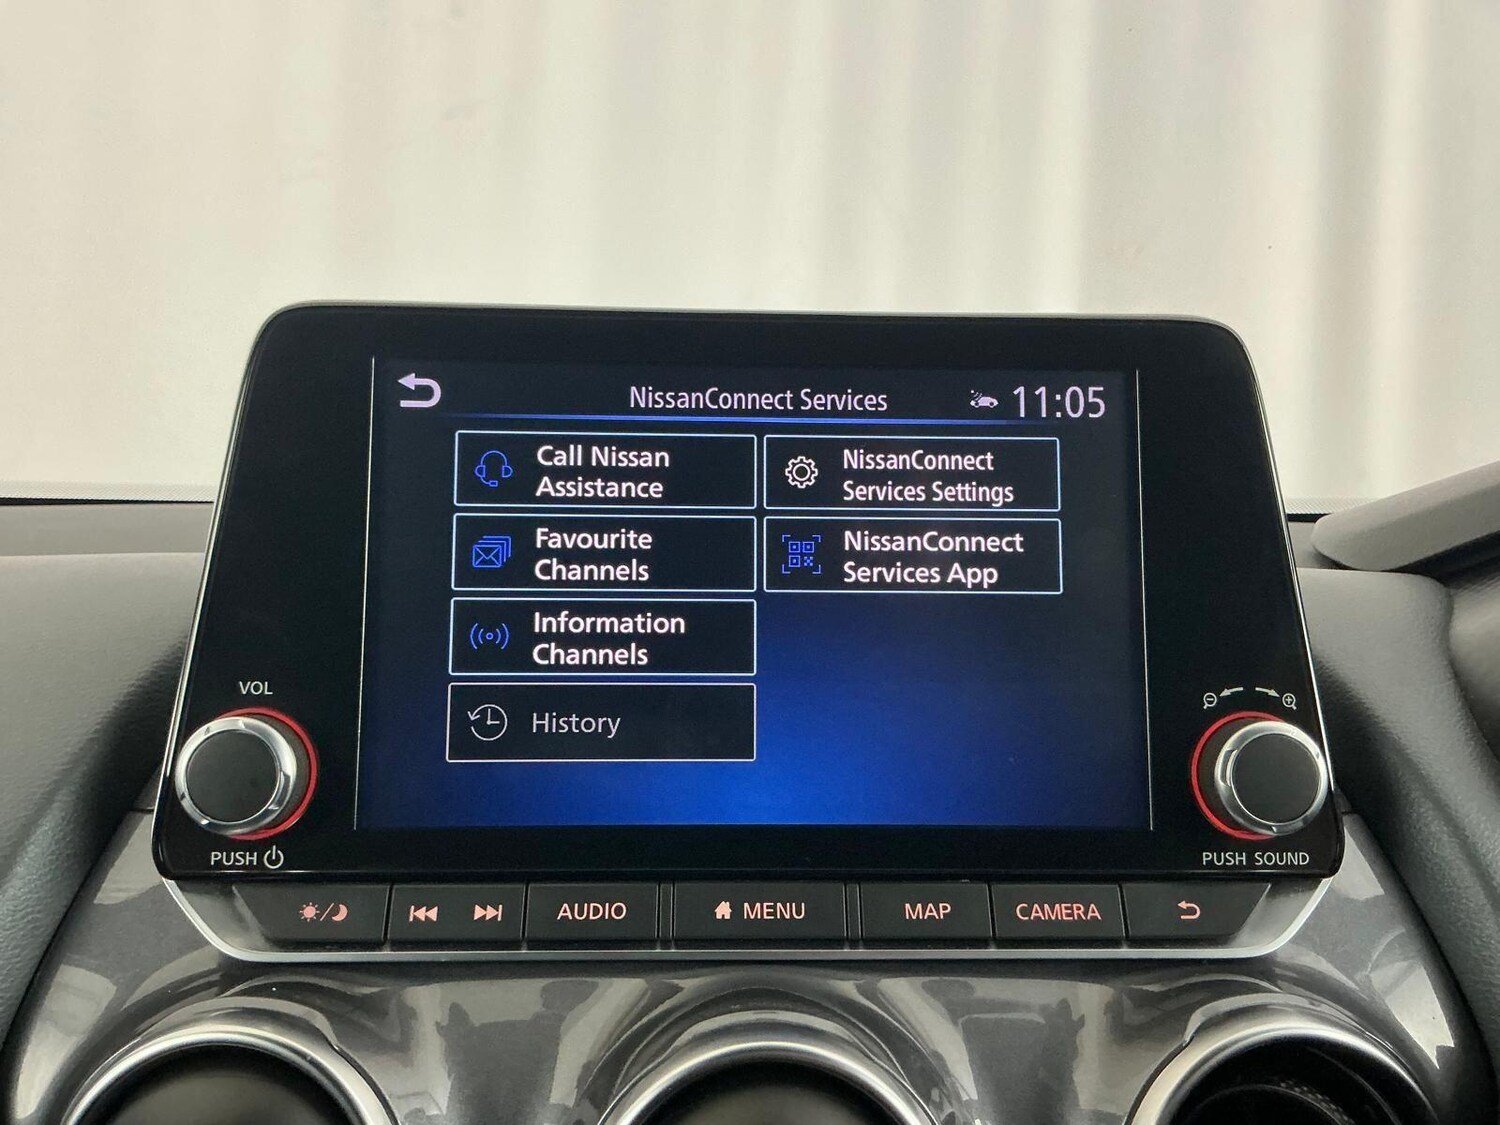 NissanConnect Services
11:05
Call Nissan
Assistance
NissanConnect
Services Settings
Favourite
Channels
NissanConnect
Services App
Information
Channels
History
VOL
PUSH
PUSH SOUND
AUDIO
MENU
MAP
CAMERA